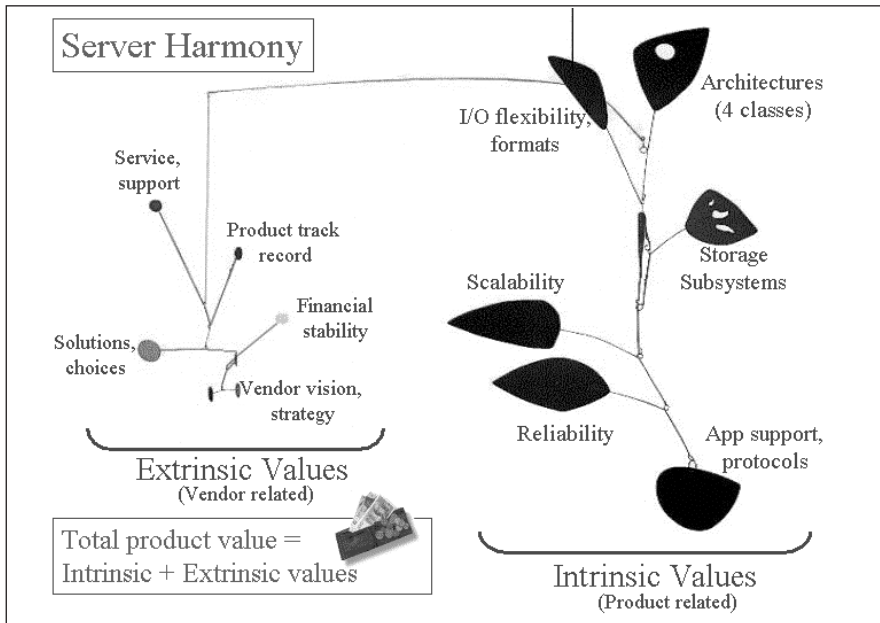 Server Harmony
Architectures
(4 classes)
I/O flexibility,
formats
Service,
support
Product track
record
Storage
Subsystems
Scalability
Financial
stability
Solutions,
choices
Vendor vision,
strategy
Reliability
App support,
protocols
Extrinsic Values
(Vendor related)
Total product value =
Intrinsic + Extrinsic values
Intrinsic Values
(Product related)